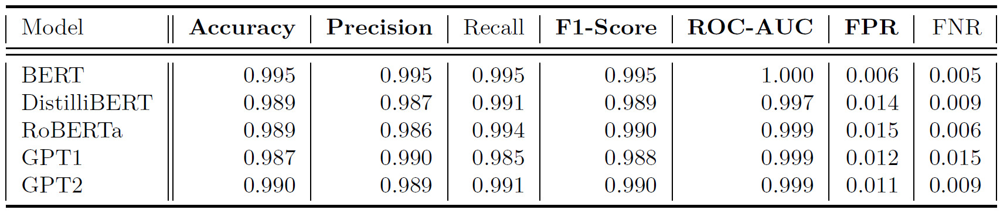 Model Accuracy Precision Recall F1-Score ROC-AUC FPR FNR
BERT 0.995 0.995 0.995 0.995 1.000 0.006 0.005
DistilliBERT 0.989 0.987 0.991 0.989 0.997 0.014 0.009
RoBERTa 0.989 0.986 0.994 0.990 0.999 0.015 0.006
GPT1 0.987 0.990 0.985 0.988 0.999 0.012 0.015
GPT2 0.990 0.989 0.991 0.990 0.999 0.011 0.009